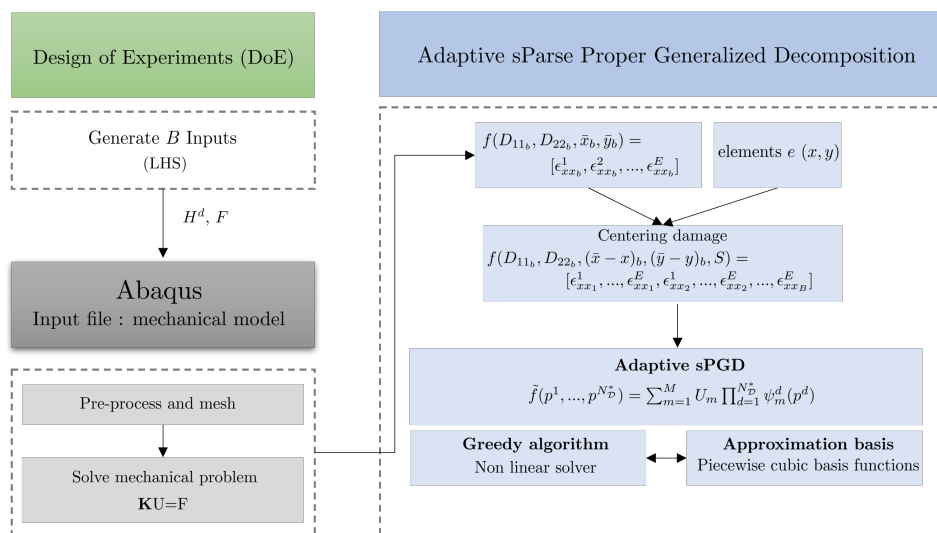 Design of Experiments (DoE)
Generate B Inputs
(LHS)
H^d, F
Abaqus
Input file : mechanical model
Pre-process and mesh
Solve mechanical problem
KU=F
Adaptive sParse Proper Generalized Decomposition
f(D_{11_b}, D_{22_b}, x̄_b, ȳ_b) =
[ϵ^1_{xx_b}, ϵ^2_{xx_b}, ..., ϵ^E_{xx_b}]
elements e (x, y)
Centering damage
f(D_{11_b}, D_{22_b}, (x̄ − x)_b, (ȳ − y)_b, S) =
[ϵ^1_{xx_1}, ..., ϵ^E_{xx_1}, ϵ^1_{xx_2}, ..., ϵ^E_{xx_2}, ..., ϵ^E_{xx_B}]
Adaptive sPGD
f̃(p^1, ..., p^{N^*_D}) = ∑^M_{m=1} U_m ∏^{N^*_D}_{d=1} ψ^d_m(p^d)
Greedy algorithm
Non linear solver
Approximation basis
Piecewise cubic basis functions